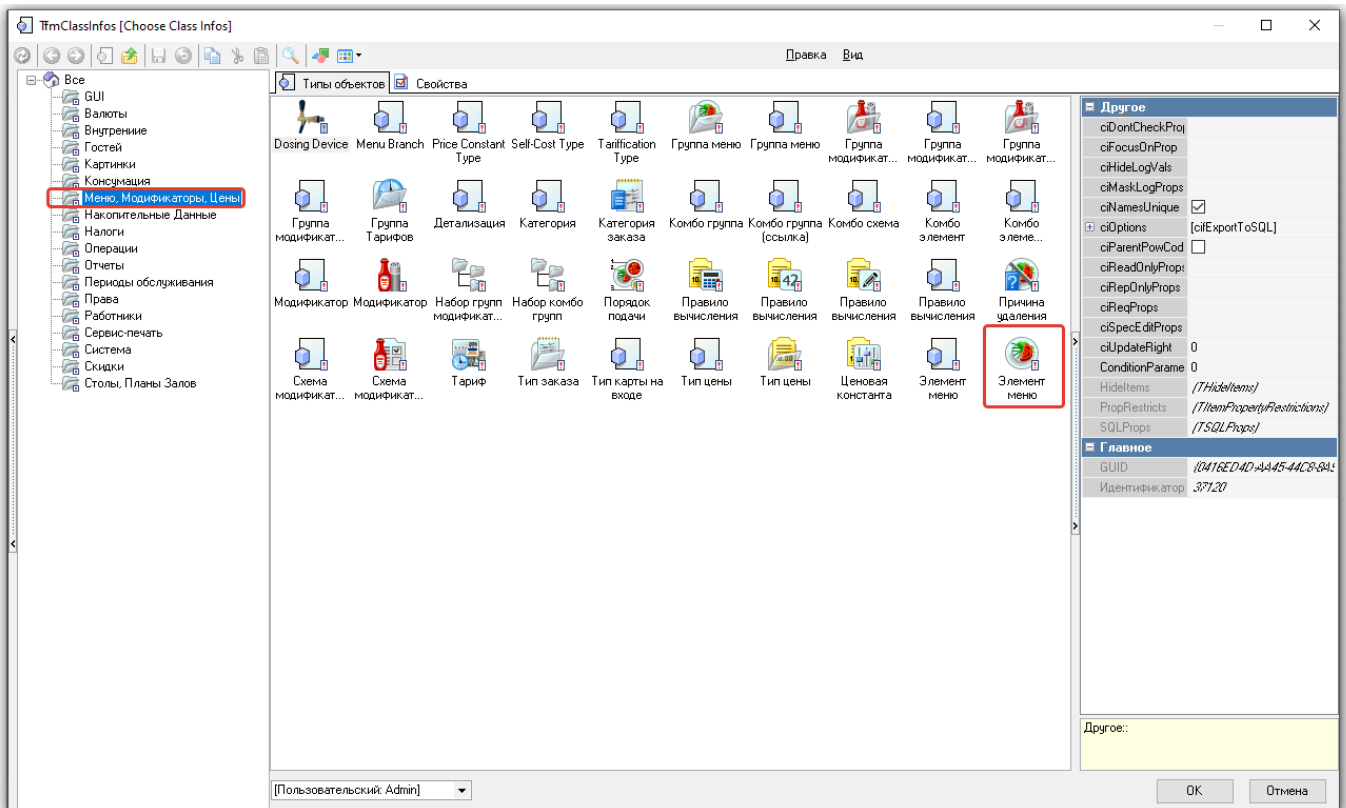 TfmClassInfos [Choose Class Infos]
Правка Вид
Все
GUI
Валюты
Внутренние
Гостей
Картинки
Консумация
Меню, Модификаторы, Цены
Накопительные Данные
Налоги
Операции
Отчеты
Периоды обслуживания
Права
Работники
Сервис-печать
Система
Скидки
Столы, Планы Залов
Типы объектов Свойства
Dosing Device Menu Branch Price Constant Self-Cost Type Tariffication Группа меню Группа меню Группа Группа Группа
Type Type модификат... модификат... модификат...
Группа Группа Детализация Категория Категория Комбо группа Комбо группа Комбо схема Комбо Комбо
модификат... Тарифов заказа (ссылка) элемент элеме...
Модификатор Модификатор Набор групп Набор комбо Порядок Правило Правило Правило Правило Причина
модификат... групп подачи вычисления вычисления вычисления вычисления удаления
Схема Схема Тариф Тип заказа Тип карты на Тип цены Тип цены Ценовая Элемент Элемент
модификат... модификат... входе константа меню меню
Другое
ciDontCheckProp
ciFocusOnProp
ciHideLogVals
ciMaskLogProps
ciNamesUnique
ciOptions [cifExportToSQL]
ciParentPowCod
ciReadOnlyProps
ciRepOnlyProps
ciReqProps
ciSpecEditProps
ciUpdateRight 0
ConditionParame 0
HideItems (THideItems)
PropRestricts (TItemPropertyRestrictions)
SQLProps (TSQLProps)
Главное
GUID {0416ED4D-AA45-44C8-8A9
Идентификатор 37120
Другое::
[Пользовательский: Admin]
OK Отмена